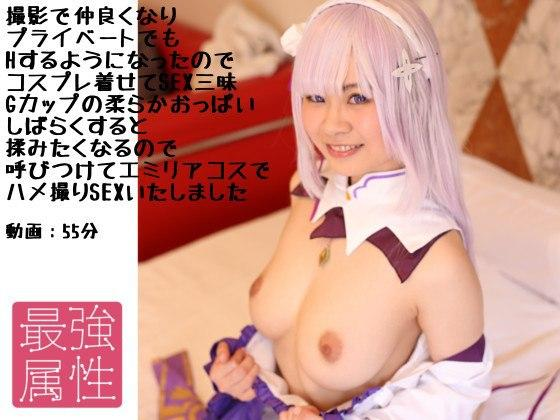 撮影で仲良くなり
プライベートでも
Hするようになったので
コスプレ着せてSEX三昧
Gカップの柔らかおっぱい
しばらくすると
揉みたくなるので
呼びつけてエミリアコスで
ハメ撮りSEXいたしました
動画：55分
最強
属性